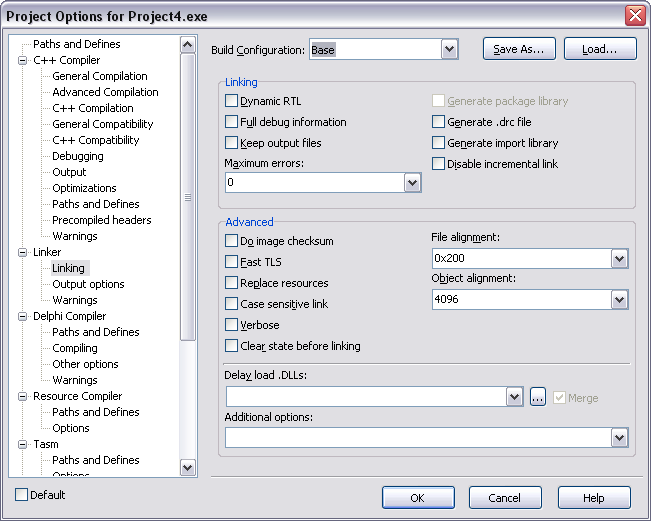 Project Options for Project4.exe
Paths and Defines
C++ Compiler
General Compilation
Advanced Compilation
C++ Compilation
General Compatibility
C++ Compatibility
Debugging
Output
Optimizations
Paths and Defines
Precompiled headers
Warnings
Linker
Linking
Output options
Warnings
Delphi Compiler
Paths and Defines
Compiling
Other options
Warnings
Resource Compiler
Paths and Defines
Options
Tasm
Paths and Defines
Options
Default
Build Configuration: Base Save As... Load...
Linking
Dynamic RTL Generate package library
Full debug information Generate .drc file
Keep output files Generate import library
Maximum errors: Disable incremental link
0
Advanced
Do image checksum File alignment:
Fast TLS 0x200
Replace resources Object alignment:
Case sensitive link 4096
Verbose
Clear state before linking
Delay load .DLLs:
... Merge
Additional options:
OK Cancel Help